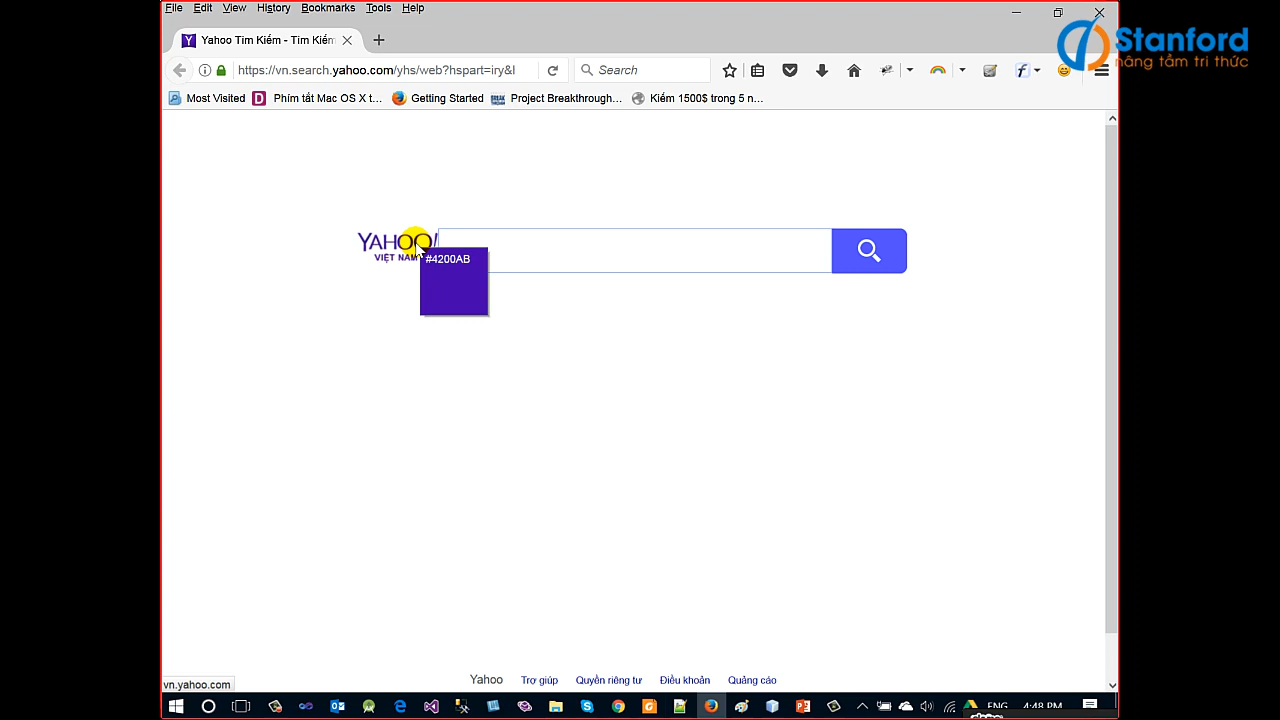 File Edit View History Bookmarks Tools Help
Stanford
nâng tầm tri thức
Yahoo Tìm Kiếm - Tìm Kiếm
https://vn.search.yahoo.com/yhs/web?hspart=iry&l
Search
Most Visited Phím tắt Mac OS X t... Getting Started Project Breakthrough... Kiếm 1500$ trong 5 n...
YAHOO!
VIỆT NAM
#4200AB
Yahoo Trợ giúp Quyền riêng tư Điều khoản Quảng cáo
vn.yahoo.com
ENG 4:48 PM